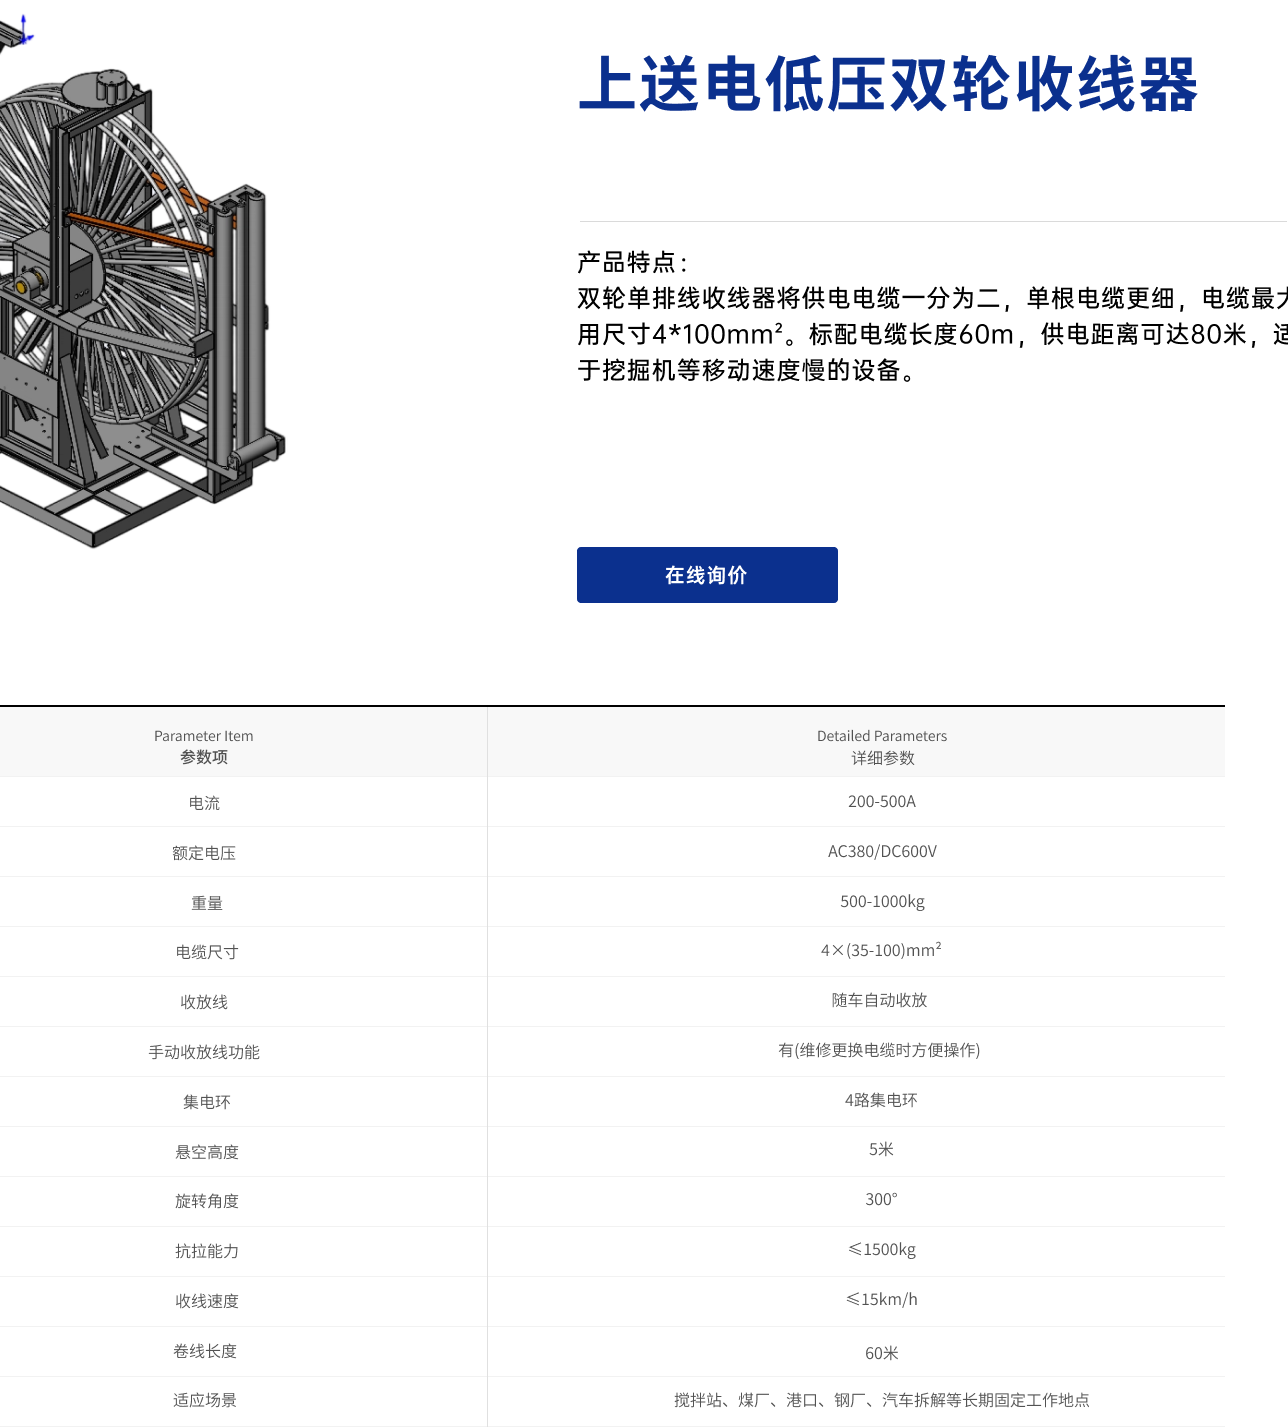 上送电低压双轮收线器
产品特点：
双轮单排线收线器将供电电缆一分为二，单根电缆更细，电缆最大
用尺寸4*100mm²。标配电缆长度60m，供电距离可达80米，适
于挖掘机等移动速度慢的设备。
在线询价
Parameter Item
参数项
Detailed Parameters
详细参数
电流
200-500A
额定电压
AC380/DC600V
重量
500-1000kg
电缆尺寸
4×(35-100)mm²
收放线
随车自动收放
手动收放线功能
有(维修更换电缆时方便操作)
集电环
4路集电环
悬空高度
5米
旋转角度
300°
抗拉能力
≤1500kg
收线速度
≤15km/h
卷线长度
60米
适应场景
搅拌站、煤厂、港口、钢厂、汽车拆解等长期固定工作地点